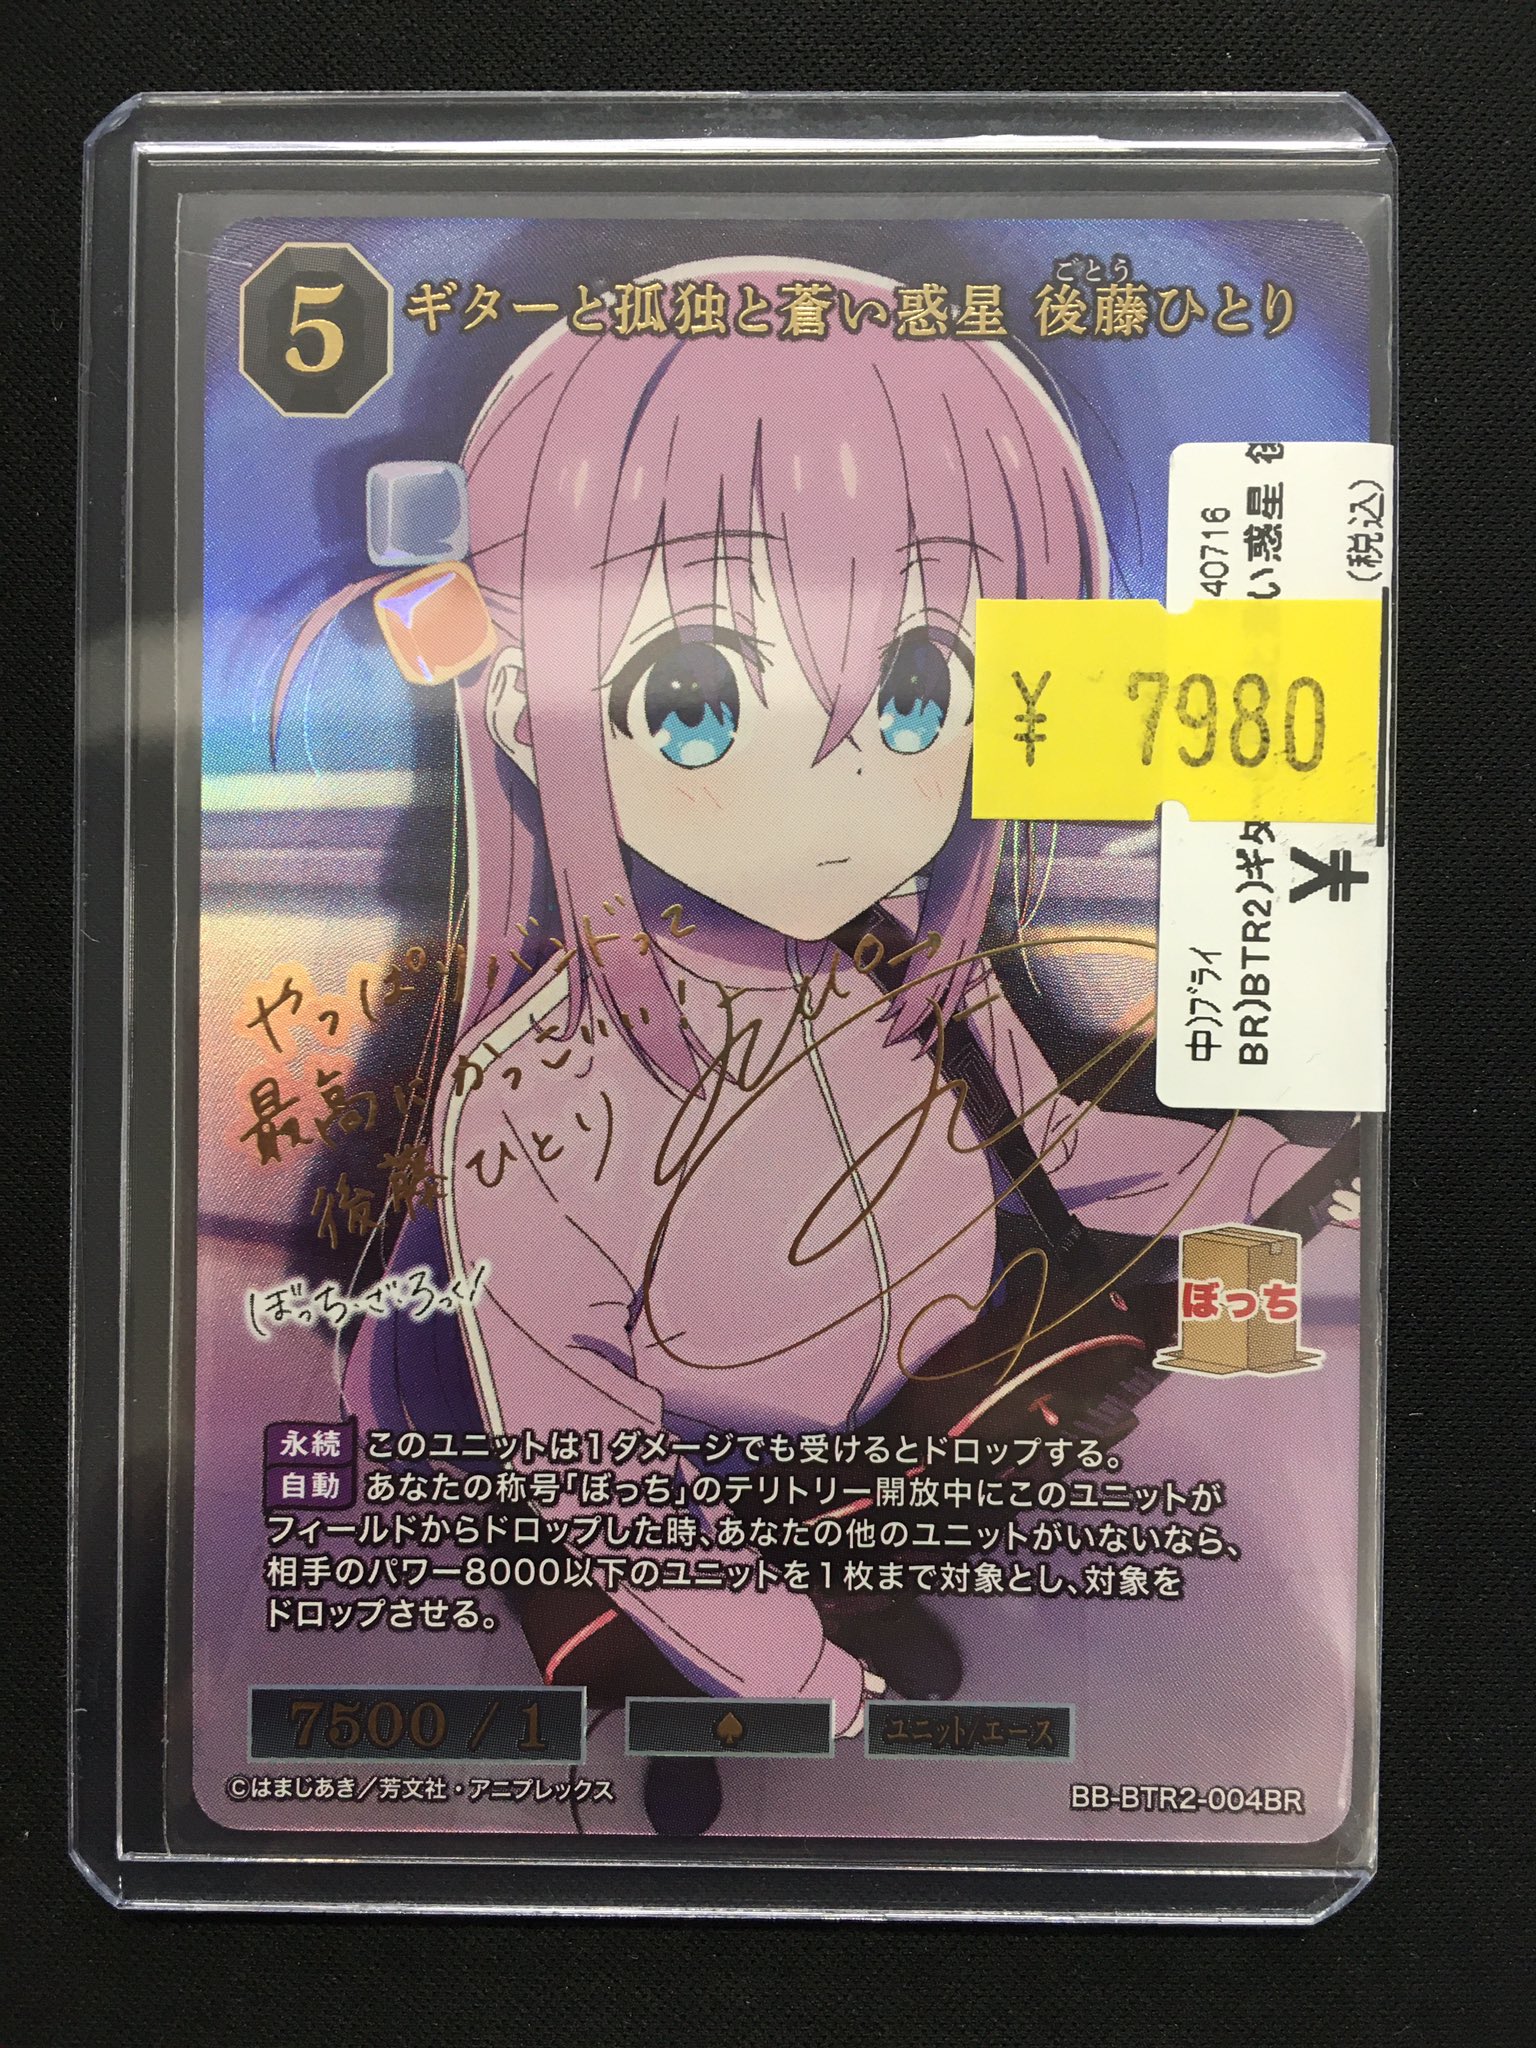 5
ごとう
ギターと孤独と蒼い惑星 後藤ひとり
40716
い惑星
(税込)
¥ 7980
中)ブライ
BR)BTR2)ギタ
¥
やっぱりバンドって
最高にかっこいい!
後藤ひとり
ぼっち・ざ・ろっく!
ぼっち
永続 このユニットは1ダメージでも受けるとドロップする。
自動 あなたの称号「ぼっち」のテリトリー開放中にこのユニットが
フィールドからドロップした時、あなたの他のユニットがいないなら、
相手のパワー8000以下のユニットを1枚まで対象とし、対象を
ドロップさせる。
7500 / 1
♠
ユニット/エース
©はまじあき/芳文社・アニプレックス
BB-BTR2-004BR